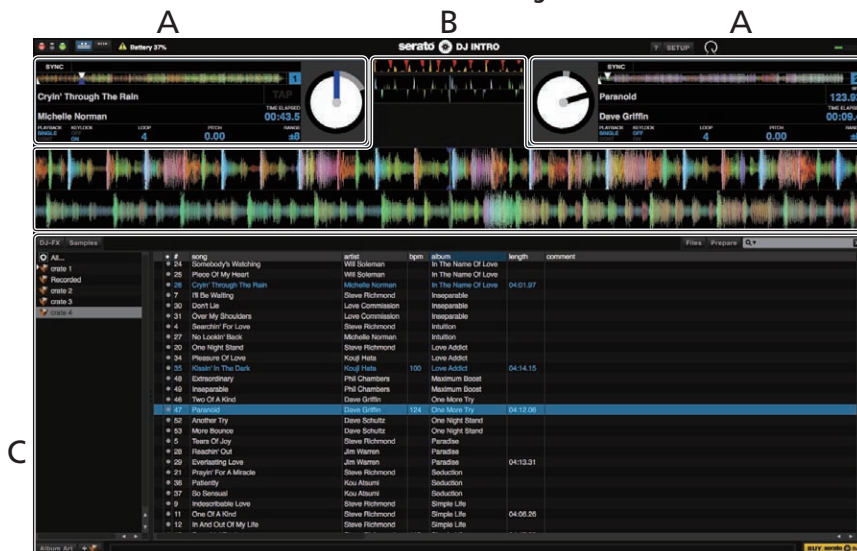 A B A
Battery 37% serato DJ INTRO ? SETUP
SYNC SYNC
1
Cryin' Through The Rain TAP Paranoid 123.9
TIME ELAPSED TIME ELAPSED
Michelle Norman 00:43.5 Dave Griffin 00:09.
PLAYBACK KEYLOCK LOOP PITCH RANGE PLAYBACK KEYLOCK LOOP PITCH RANGE
SINGLE OFF SINGLE OFF
CONT ON 4 0.00 ±8 CONT ON 4 0.00 ±8
DJ-FX Samples Files Prepare
All... # song artist bpm album length comment
crate 1
Recorded
crate 2
crate 3
crate 4
24 Somebody's Watching Will Soleman In The Name Of Love
25 Piece Of My Heart Will Soleman In The Name Of Love
26 Cryin' Through The Rain Michelle Norman In The Name Of Love 04:01.97
7 I'll Be Waiting Steve Richmond Inseparable
30 Don't Lie Love Commission Inseparable
31 Over My Shoulders Love Commission Inseparable
4 Searchin' For Love Steve Richmond Intuition
27 No Lookin' Back Michelle Norman Intuition
20 One Night Stand Steve Richmond Love Addict
34 Pleasure Of Love Kouji Hata Love Addict
35 Kissin' In The Dark Kouji Hata 100 Love Addict 04:14.15
48 Extraordinary Phil Chambers Maximum Boost
49 Inseparable Phil Chambers Maximum Boost
46 Two Of A Kind Dave Griffin One More Try
47 Paranoid Dave Griffin 124 One More Try 04:12.06
52 Another Try Dave Schultz One Night Stand
53 More Bounce Dave Schultz One Night Stand
5 Tears Of Joy Steve Richmond Paradise
28 Reachin' Out Jim Warren Paradise
29 Everlasting Love Jim Warren Paradise 04:13.31
21 Prayin' For A Miracle Steve Richmond Seduction
36 Patiently Kou Atsumi Seduction
37 So Sensual Kou Atsumi Seduction
9 Indescribable Love Steve Richmond Simple Life
11 One Of A Kind Steve Richmond Simple Life 04:06.26
12 In And Out Of My Life Steve Richmond Simple Life
C
Album Art BUY serato